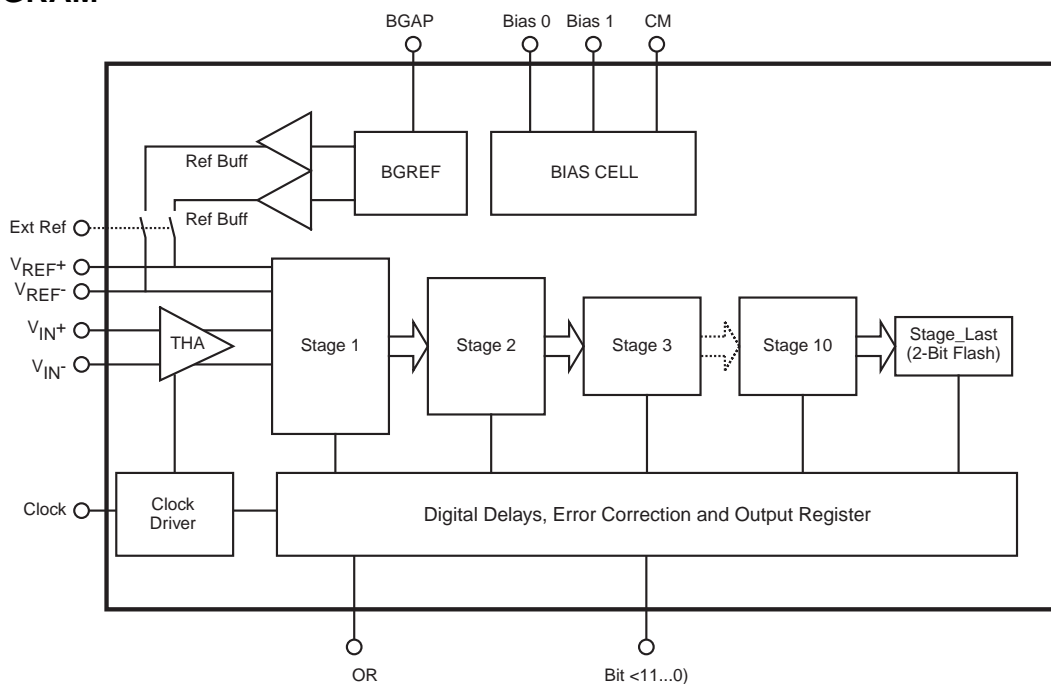 GRAM
BGAP
Bias 0
Bias 1
CM
Ref Buff
BGREF
BIAS CELL
Ref Buff
Ext Ref
VREF+
VREF-
VIN+
VIN-
THA
Stage 1
Stage 2
Stage 3
Stage 10
Stage_Last
(2-Bit Flash)
Clock
Clock
Driver
Digital Delays, Error Correction and Output Register
OR
Bit <11...0)